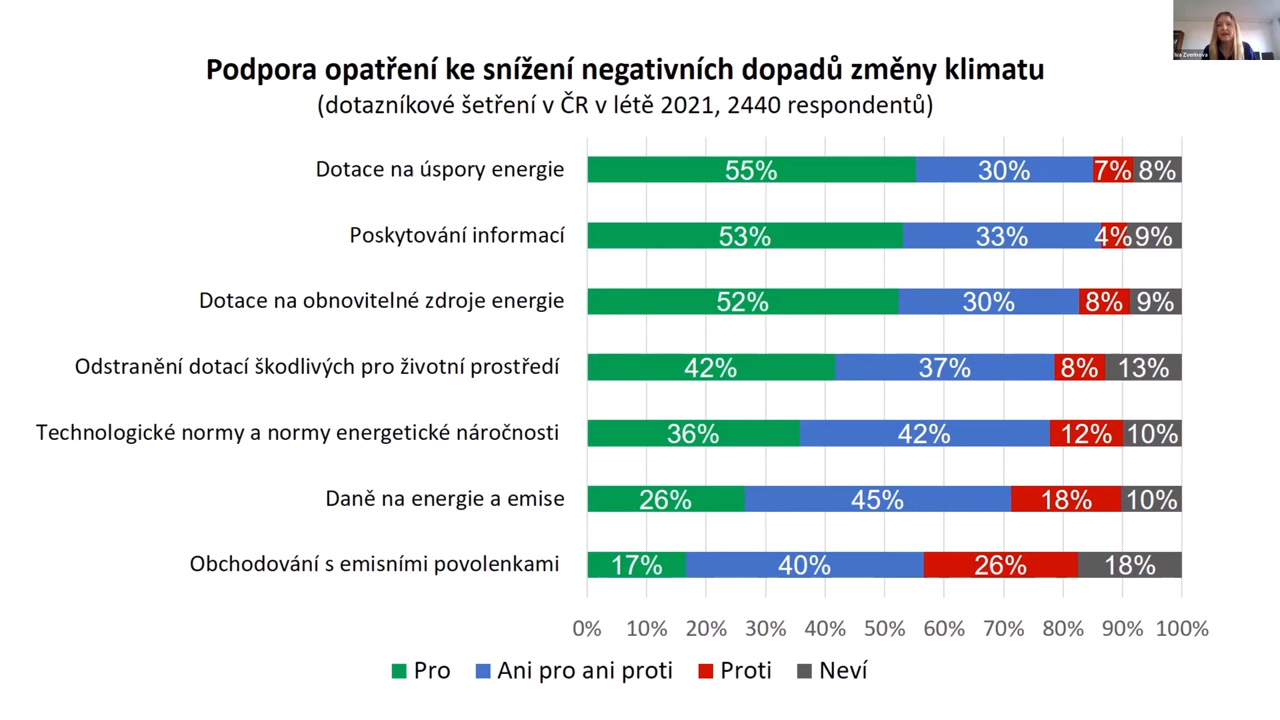 Iva Zverinova
Podpora opatření ke snížení negativních dopadů změny klimatu
(dotazníkové šetření v ČR v létě 2021, 2440 respondentů)
Dotace na úspory energie 55% 30% 7% 8%
Poskytování informací 53% 33% 4% 9%
Dotace na obnovitelné zdroje energie 52% 30% 8% 9%
Odstranění dotací škodlivých pro životní prostředí 42% 37% 8% 13%
Technologické normy a normy energetické náročnosti 36% 42% 12% 10%
Daně na energie a emise 26% 45% 18% 10%
Obchodování s emisními povolenkami 17% 40% 26% 18%
0% 10% 20% 30% 40% 50% 60% 70% 80% 90% 100%
Pro Ani pro ani proti Proti Neví